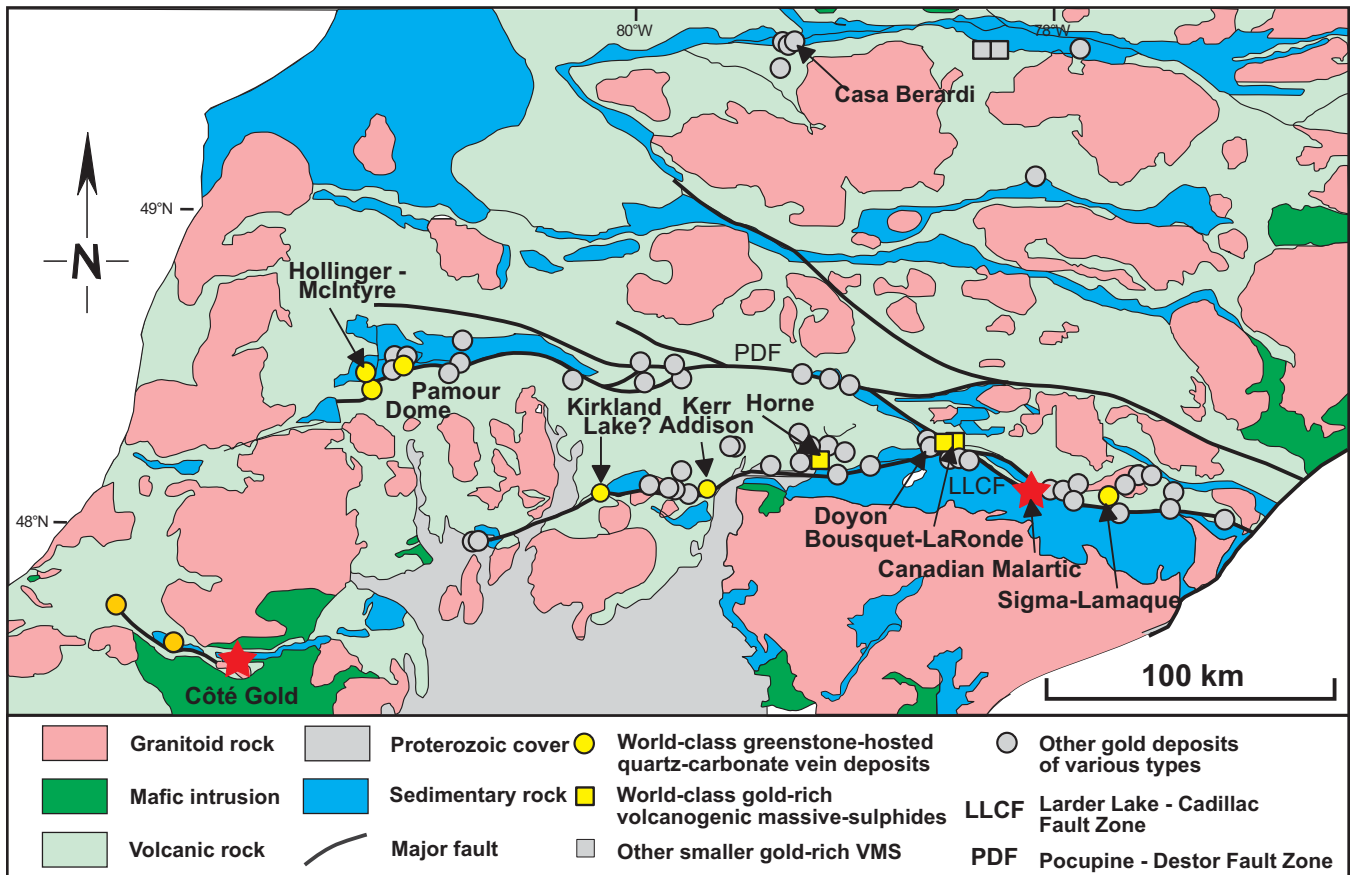 80°W
78°W
Casa Berardi
49°N
N
Hollinger -
McIntyre
PDF
Pamour
Dome
Kirkland
Lake?
Kerr
Addison
Horne
LLCF
48°N
Doyon
Bousquet-LaRonde
Canadian Malartic
Sigma-Lamaque
Côté Gold
100 km
Granitoid rock
Mafic intrusion
Volcanic rock
Proterozoic cover
Sedimentary rock
Major fault
World-class greenstone-hosted
quartz-carbonate vein deposits
World-class gold-rich
volcanogenic massive-sulphides
Other smaller gold-rich VMS
Other gold deposits
of various types
LLCF Larder Lake - Cadillac
Fault Zone
PDF Pocupine - Destor Fault Zone